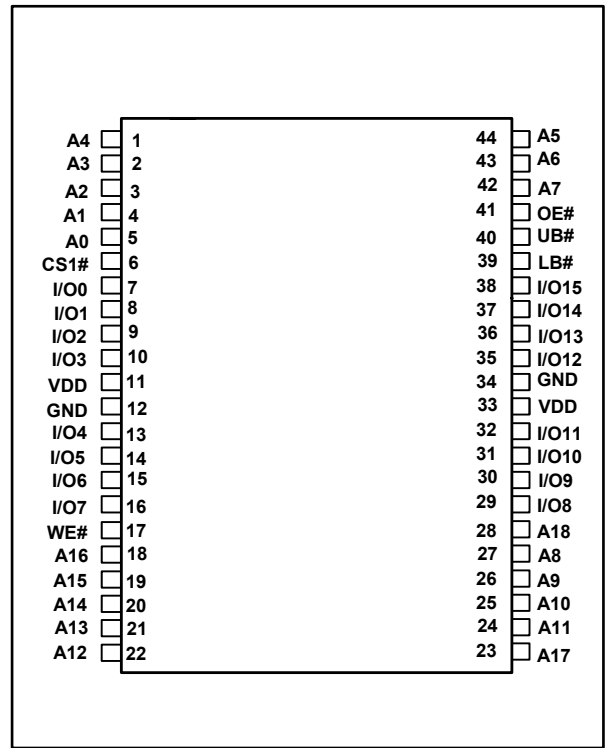 A4 1 44 A5
A3 2 43 A6
A2 3 42 A7
A1 4 41 OE#
A0 5 40 UB#
CS1# 6 39 LB#
I/O0 7 38 I/O15
I/O1 8 37 I/O14
I/O2 9 36 I/O13
I/O3 10 35 I/O12
VDD 11 34 GND
GND 12 33 VDD
I/O4 13 32 I/O11
I/O5 14 31 I/O10
I/O6 15 30 I/O9
I/O7 16 29 I/O8
WE# 17 28 A18
A16 18 27 A8
A15 19 26 A9
A14 20 25 A10
A13 21 24 A11
A12 22 23 A17